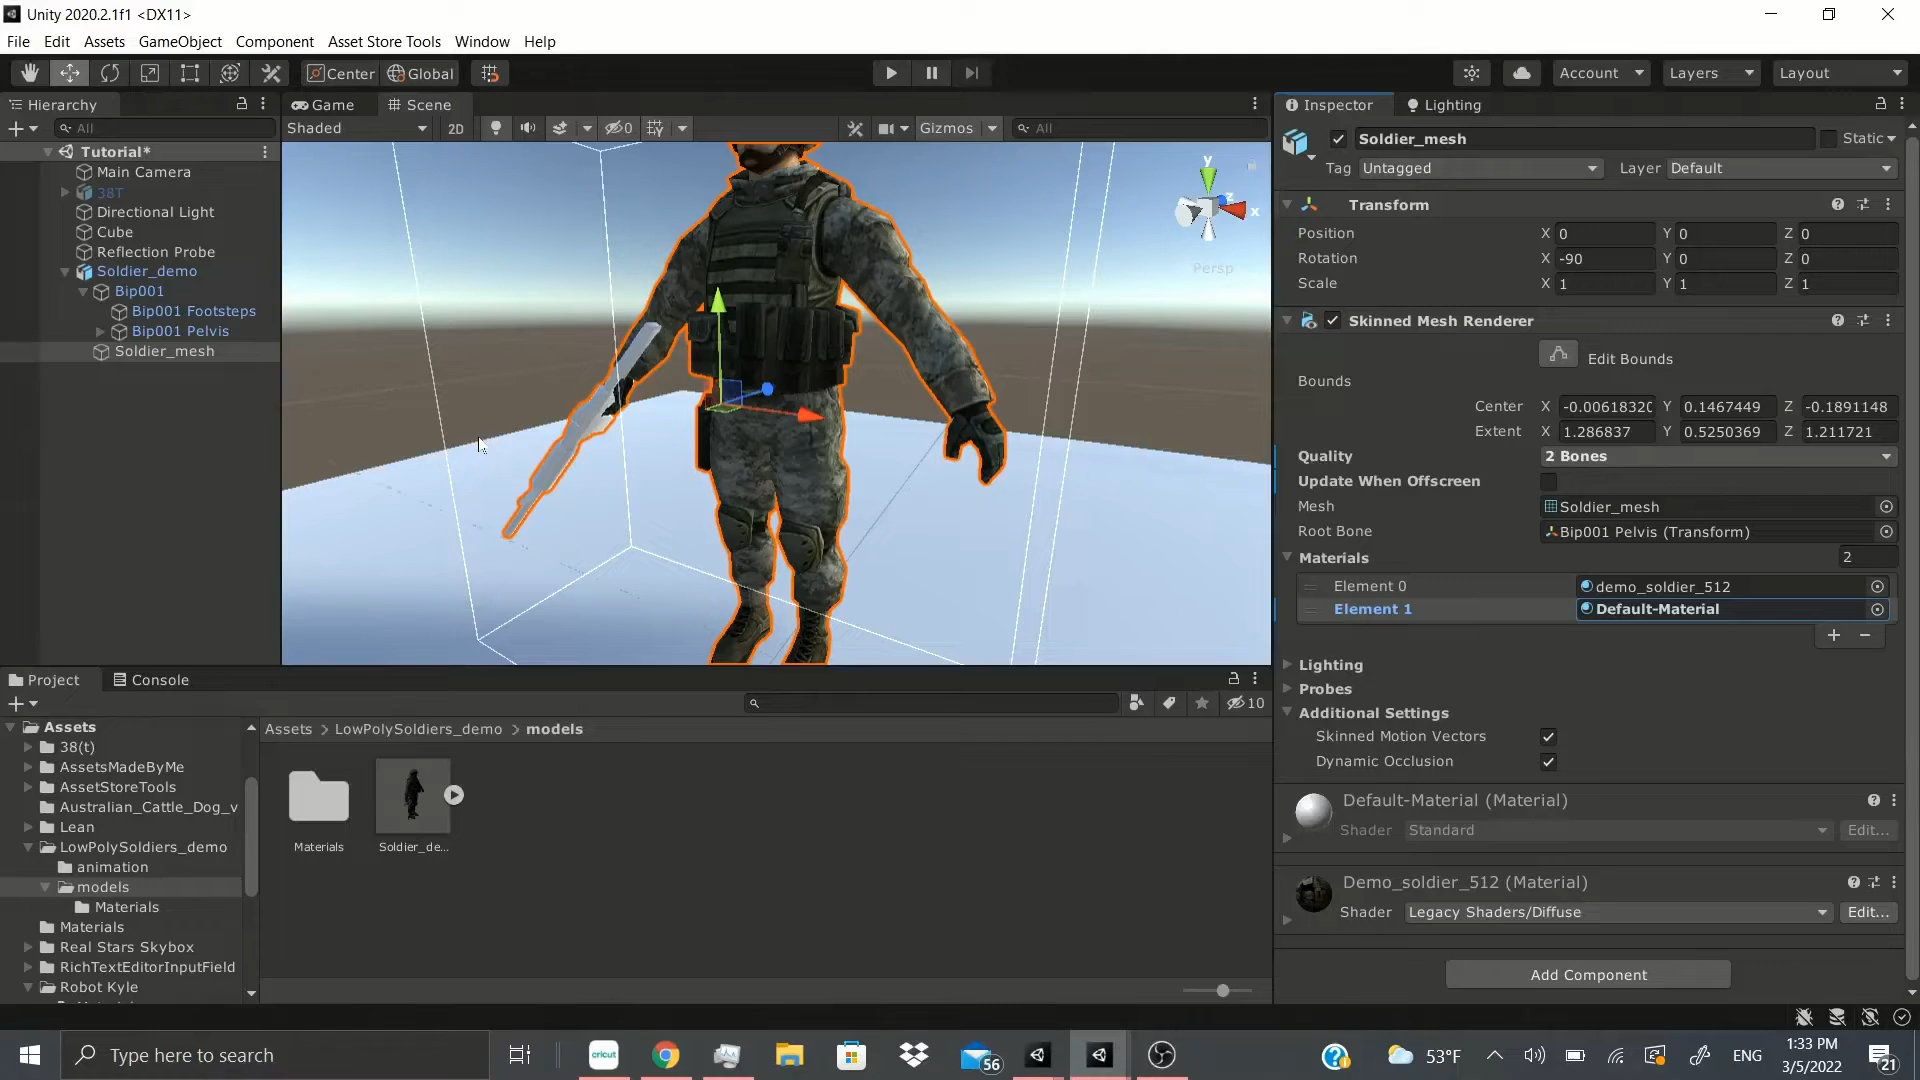 Unity 2020.2.1f1 <DX11>
File Edit Assets GameObject Component Asset Store Tools Window Help
Center Global Account Layers Layout
Hierarchy
All
Tutorial*
Main Camera
38T
Directional Light
Cube
Reflection Probe
Soldier_demo
Bip001
Bip001 Footsteps
Bip001 Pelvis
Soldier_mesh
Game Scene
Shaded 2D 0 Gizmos All
y
x
z
Persp
Inspector Lighting
Soldier_mesh Static
Tag Untagged Layer Default
Transform
Position X 0 Y 0 Z 0
Rotation X -90 Y 0 Z 0
Scale X 1 Y 1 Z 1
Skinned Mesh Renderer
Edit Bounds
Bounds
Center X -0.00618320 Y 0.1467449 Z -0.1891148
Extent X 1.286837 Y 0.5250369 Z 1.211721
Quality 2 Bones
Update When Offscreen
Mesh Soldier_mesh
Root Bone Bip001 Pelvis (Transform)
Materials 2
Element 0 demo_soldier_512
Element 1 Default-Material
Lighting
Probes
Additional Settings
Skinned Motion Vectors
Dynamic Occlusion
Default-Material (Material)
Shader Standard Edit...
Demo_soldier_512 (Material)
Shader Legacy Shaders/Diffuse Edit...
Add Component
Project Console
10
Assets
38(t)
AssetsMadeByMe
AssetStoreTools
Australian_Cattle_Dog_v
Lean
LowPolySoldiers_demo
animation
models
Materials
Materials
Real Stars Skybox
RichTextEditorInputField
Robot Kyle
Assets > LowPolySoldiers_demo > models
Materials Soldier_de...
Type here to search
cricut
56
53°F
ENG
1:33 PM
3/5/2022
21